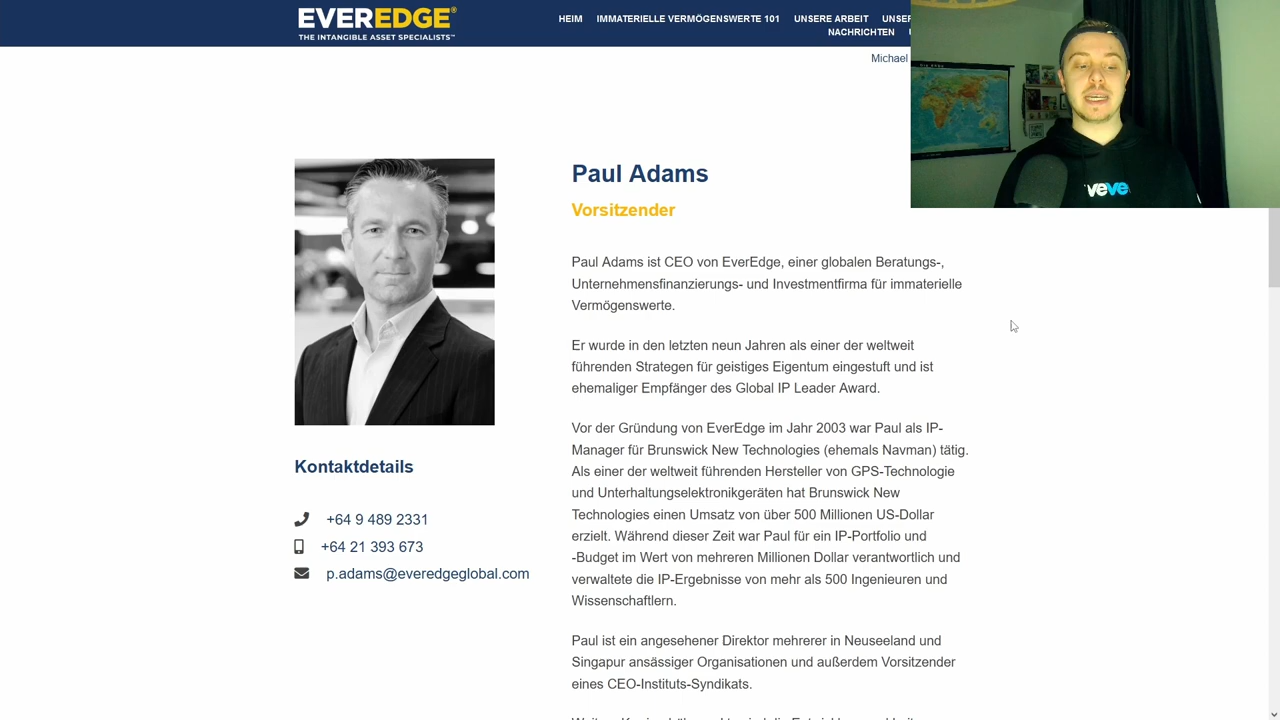 EVEREDGE®
THE INTANGIBLE ASSET SPECIALISTS™
HEIM IMMATERIELLE VERMÖGENSWERTE 101 UNSERE ARBEIT
NACHRICHTEN
Michael
veve
Paul Adams
Vorsitzender
Paul Adams ist CEO von EverEdge, einer globalen Beratungs-,
Unternehmensfinanzierungs- und Investmentfirma für immaterielle
Vermögenswerte.
Er wurde in den letzten neun Jahren als einer der weltweit
führenden Strategen für geistiges Eigentum eingestuft und ist
ehemaliger Empfänger des Global IP Leader Award.
Vor der Gründung von EverEdge im Jahr 2003 war Paul als IP-
Manager für Brunswick New Technologies (ehemals Navman) tätig.
Als einer der weltweit führenden Hersteller von GPS-Technologie
und Unterhaltungselektronikgeräten hat Brunswick New
Technologies einen Umsatz von über 500 Millionen US-Dollar
erzielt. Während dieser Zeit war Paul für ein IP-Portfolio und
-Budget im Wert von mehreren Millionen Dollar verantwortlich und
verwaltete die IP-Ergebnisse von mehr als 500 Ingenieuren und
Wissenschaftlern.
Paul ist ein angesehener Direktor mehrerer in Neuseeland und
Singapur ansässiger Organisationen und außerdem Vorsitzender
eines CEO-Instituts-Syndikats.
Kontaktdetails
+64 9 489 2331
+64 21 393 673
p.adams@everedgeglobal.com